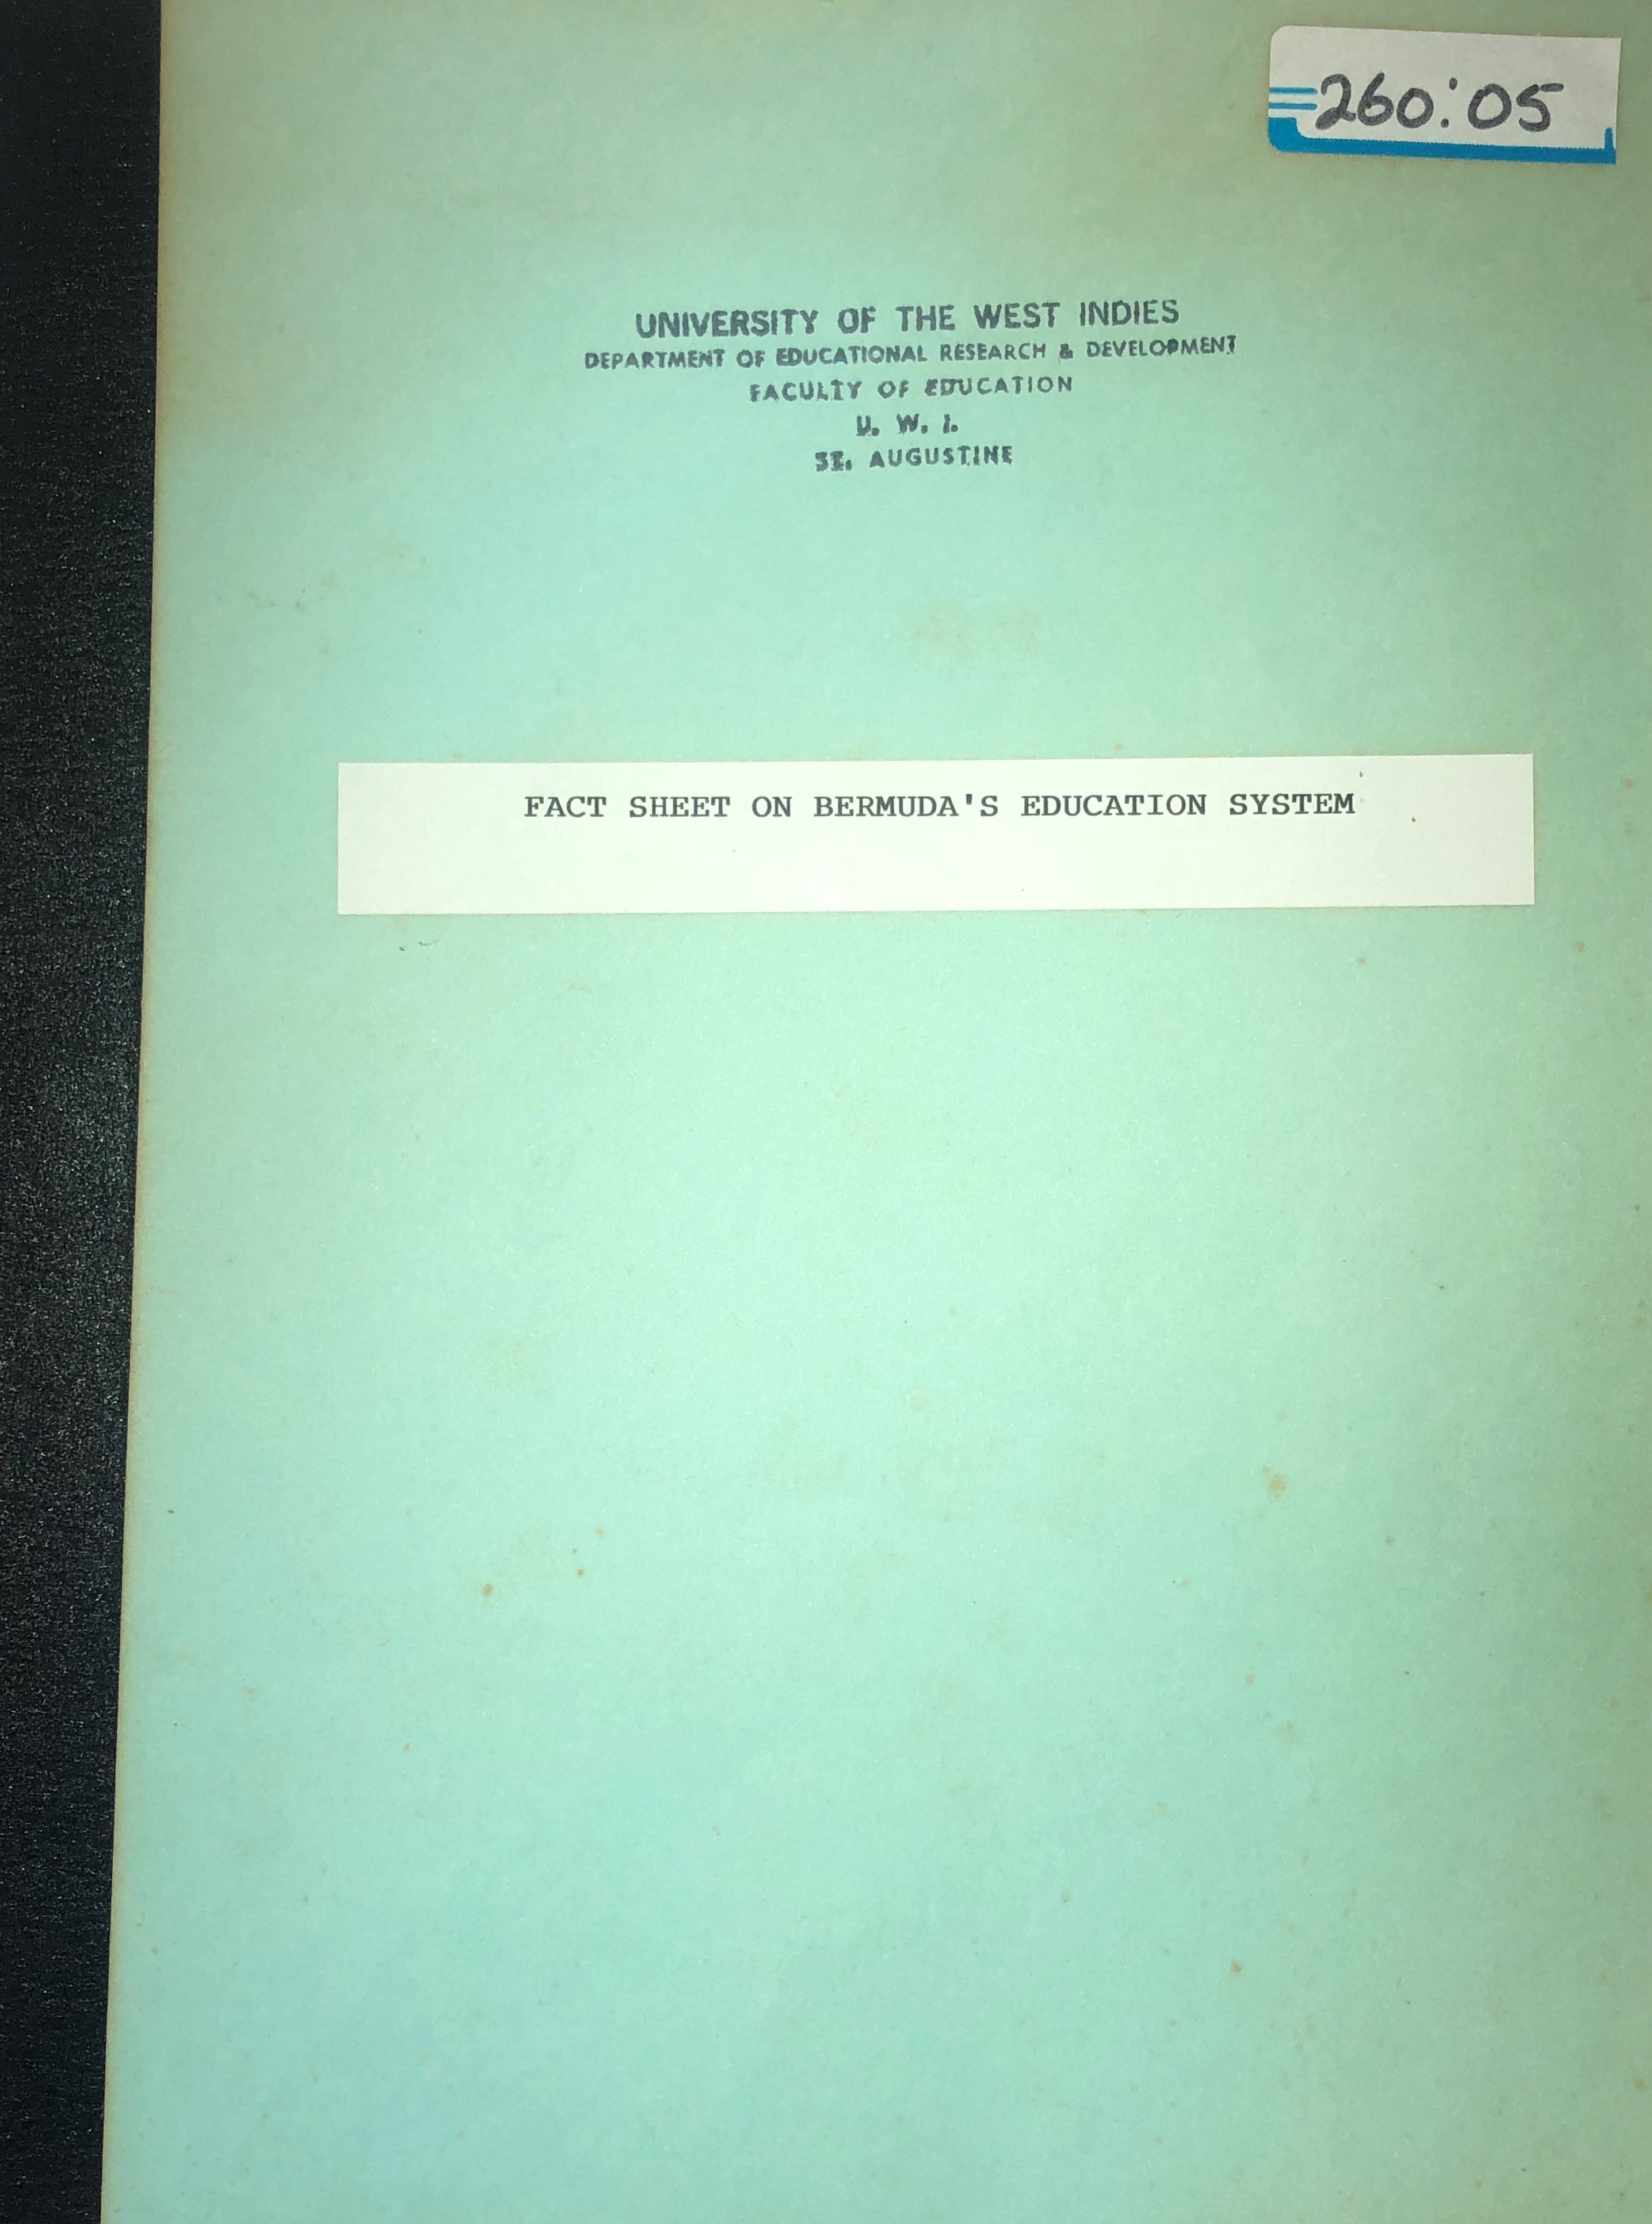 260:05
UNIVERSITY OF THE WEST INDIES
DEPARTMENT OF EDUCATIONAL RESEARCH & DEVELOPMENT
FACULTY OF EDUCATION
U. W. I.
ST. AUGUSTINE
FACT SHEET ON BERMUDA'S EDUCATION SYSTEM